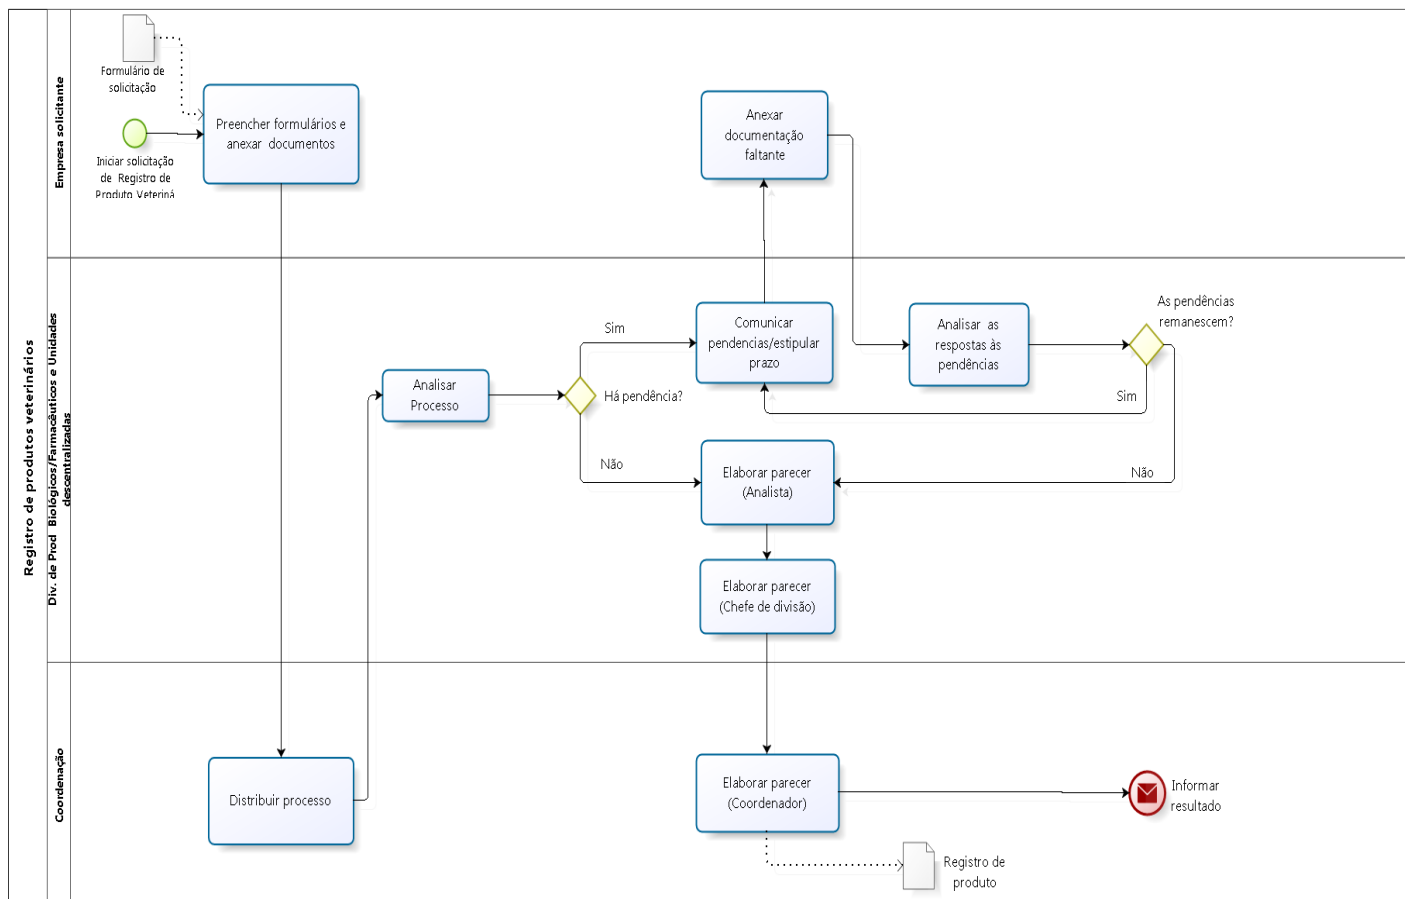 Registro de produtos veterinários
Empresa solicitante
Formulário de
solicitação
Iniciar solicitação
de Registro de
Produto Veteriná
Preencher formulários e
anexar documentos
Anexar
documentação
faltante
Div. de Prod Biológicos/Farmacêuticos e Unidades
descentralizadas
Analisar
Processo
Há pendência?
Sim
Não
Comunicar
pendencias/estipular
prazo
Analisar as
respostas às
pendências
As pendências
remanescem?
Sim
Não
Elaborar parecer
(Analista)
Elaborar parecer
(Chefe de divisão)
Coordenação
Distribuir processo
Elaborar parecer
(Coordenador)
Informar
resultado
Registro de
produto